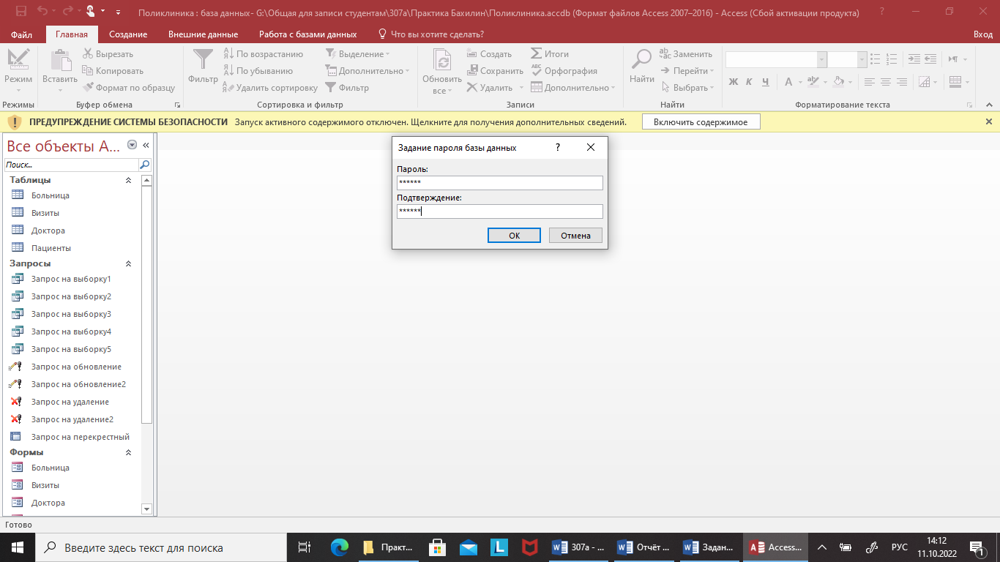 Поликлиника : база данных- G:\Общая для записи студентам\307а\Практика Бахилин\Поликлиника.accdb (Формат файлов Access 2007–2016) - Access (Сбой активации продукта)
Файл Главная Создание Внешние данные Работа с базами данных Что вы хотите сделать? Вход
Режим
Режимы
Вставить
Вырезать
Копировать
Формат по образцу
Буфер обмена
Фильтр
По возрастанию
По убыванию
Удалить сортировку
Выделение
Дополнительно
Фильтр
Сортировка и фильтр
Обновить
все
Создать
Сохранить
Удалить
Итоги
Орфография
Дополнительно
Записи
Найти
Заменить
Перейти
Выбрать
Найти
Ж К Ч
Форматирование текста
ПРЕДУПРЕЖДЕНИЕ СИСТЕМЫ БЕЗОПАСНОСТИ Запуск активного содержимого отключен. Щелкните для получения дополнительных сведений. Включить содержимое
Все объекты A...
Поиск...
Таблицы
Больница
Визиты
Доктора
Пациенты
Запросы
Запрос на выборку1
Запрос на выборку2
Запрос на выборку3
Запрос на выборку4
Запрос на выборку5
Запрос на обновление
Запрос на обновление2
Запрос на удаление
Запрос на удаление2
Запрос на перекрестный
Формы
Больница
Визиты
Доктора
Задание пароля базы данных
Пароль:
******
Подтверждение:
******
ОК Отмена
Готово
Введите здесь текст для поиска
Практ...
307а - ...
Отчёт ...
Задан...
Access...
РУС
14:12
11.10.2022
1